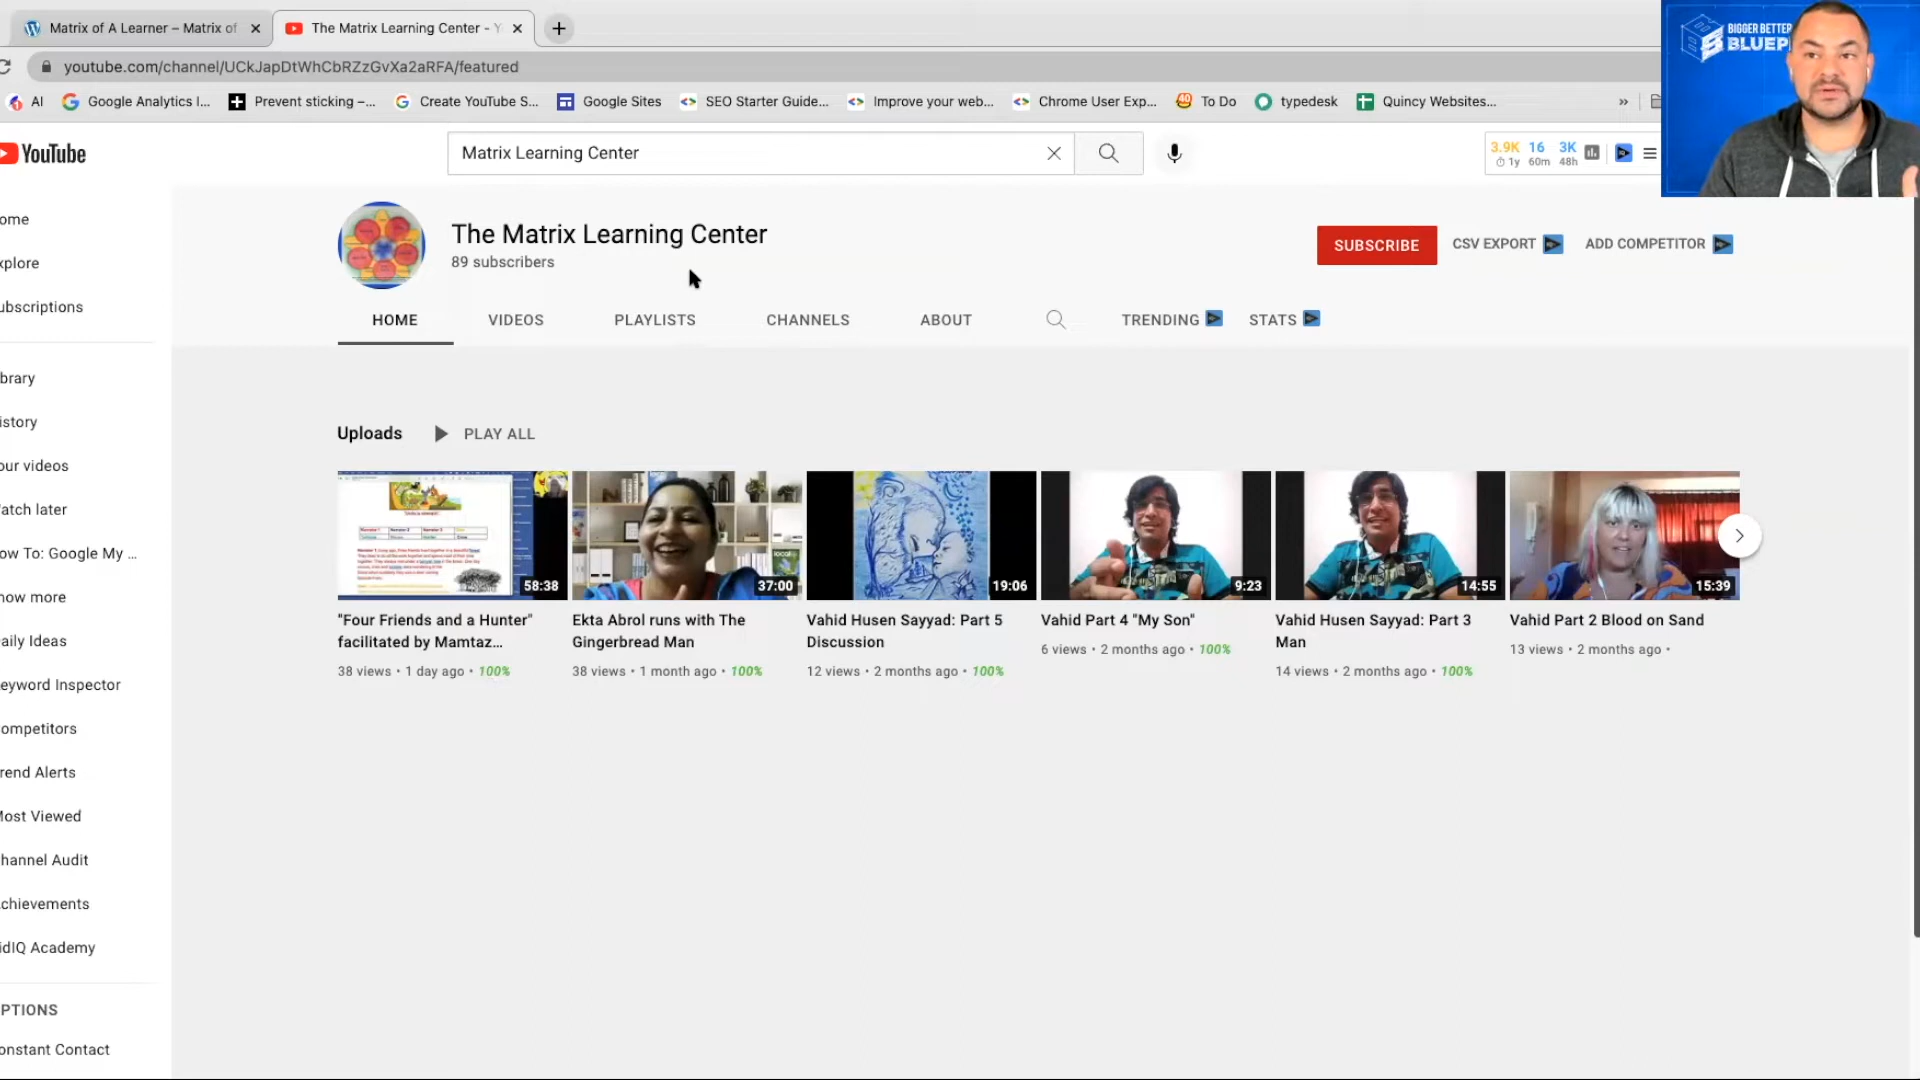 Matrix of A Learner – Matrix of
The Matrix Learning Center - Y
youtube.com/channel/UCkJapDtWhCbRZzGvXa2aRFA/featured
AI
Google Analytics I...
Prevent sticking –...
Create YouTube S...
Google Sites
SEO Starter Guide...
Improve your web...
Chrome User Exp...
40
To Do
typedesk
Quincy Websites...
»
BIGGER BETTER
BLUEP
YouTube
Matrix Learning Center
3.9K 16 3K
1y 60m 48h
ome
xplore
ubscriptions
brary
istory
our videos
atch later
ow To: Google My ...
how more
aily Ideas
eyword Inspector
ompetitors
rend Alerts
Most Viewed
hannel Audit
chievements
idIQ Academy
PTIONS
onstant Contact
The Matrix Learning Center
89 subscribers
SUBSCRIBE
CSV EXPORT
ADD COMPETITOR
HOME
VIDEOS
PLAYLISTS
CHANNELS
ABOUT
TRENDING
STATS
Uploads
PLAY ALL
58:38
37:00
local
19:06
9:23
14:55
15:39
"Four Friends and a Hunter"
facilitated by Mamtaz...
38 views • 1 day ago • 100%
Ekta Abrol runs with The
Gingerbread Man
38 views • 1 month ago • 100%
Vahid Husen Sayyad: Part 5
Discussion
12 views • 2 months ago • 100%
Vahid Part 4 "My Son"
6 views • 2 months ago • 100%
Vahid Husen Sayyad: Part 3
Man
14 views • 2 months ago • 100%
Vahid Part 2 Blood on Sand
13 views • 2 months ago •